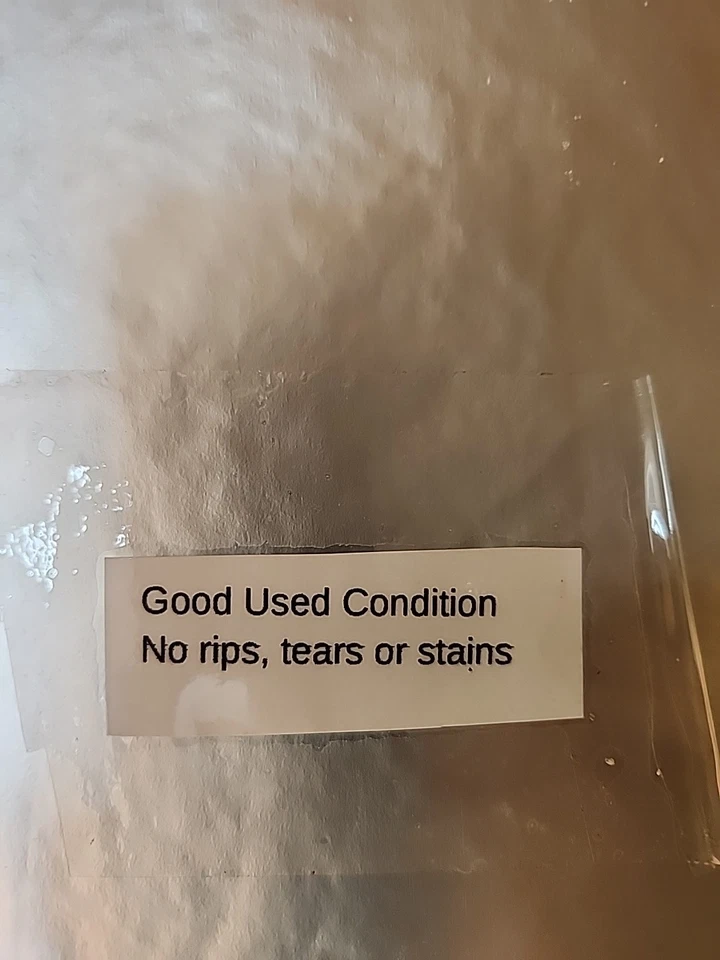 Good Used Condition
No rips, tears or stains